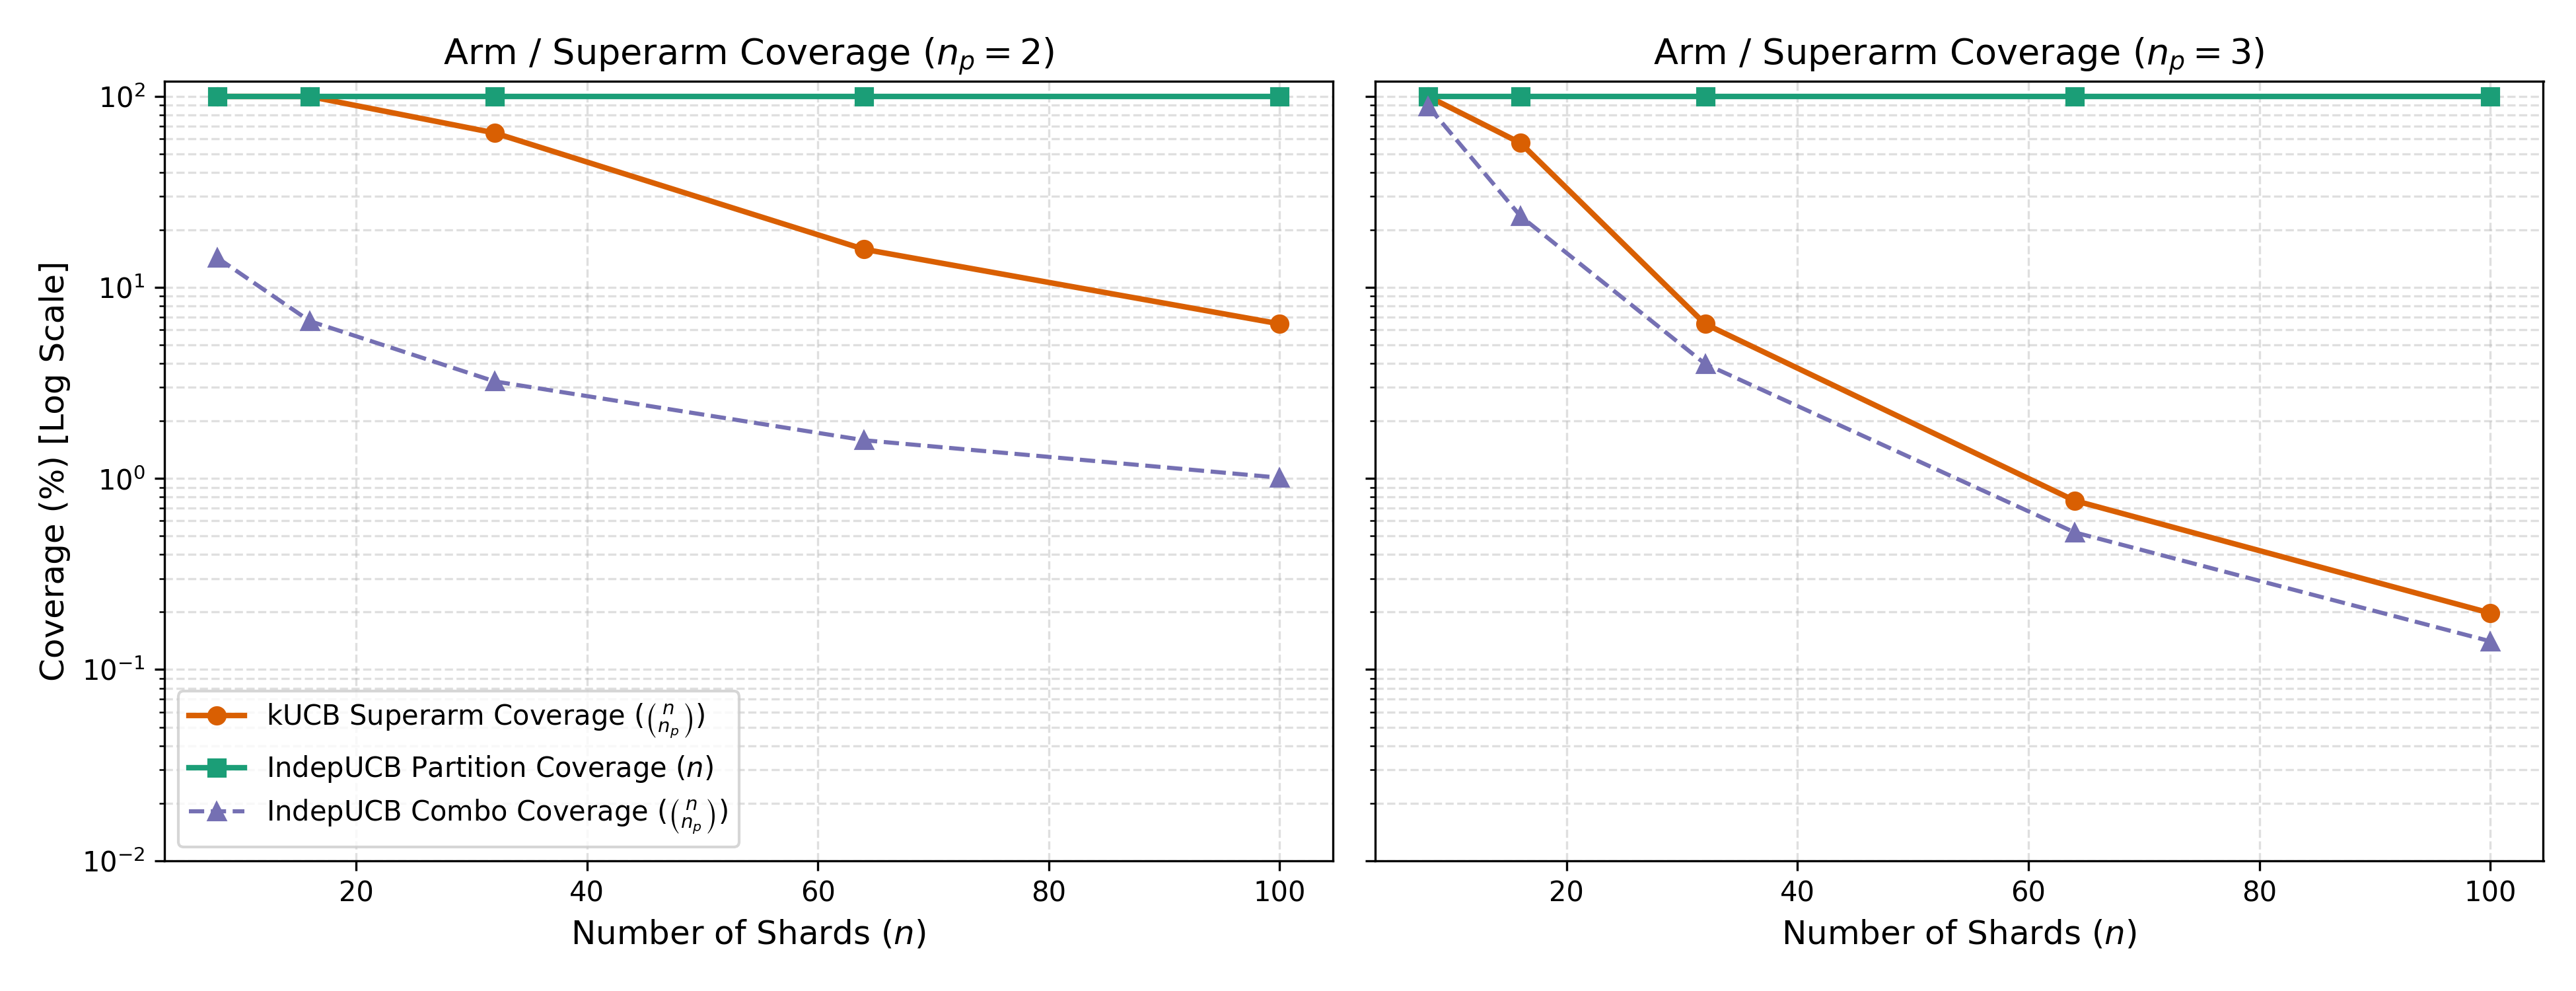 Arm / Superarm Coverage (n_p = 2)
Arm / Superarm Coverage (n_p = 3)
Coverage (%) [Log Scale]
10^2
10^1
10^0
10^−1
10^−2
kUCB Superarm Coverage ((n n_p))
IndepUCB Partition Coverage (n)
IndepUCB Combo Coverage ((n n_p))
20 40 60 80 100
20 40 60 80 100
Number of Shards (n)
Number of Shards (n)